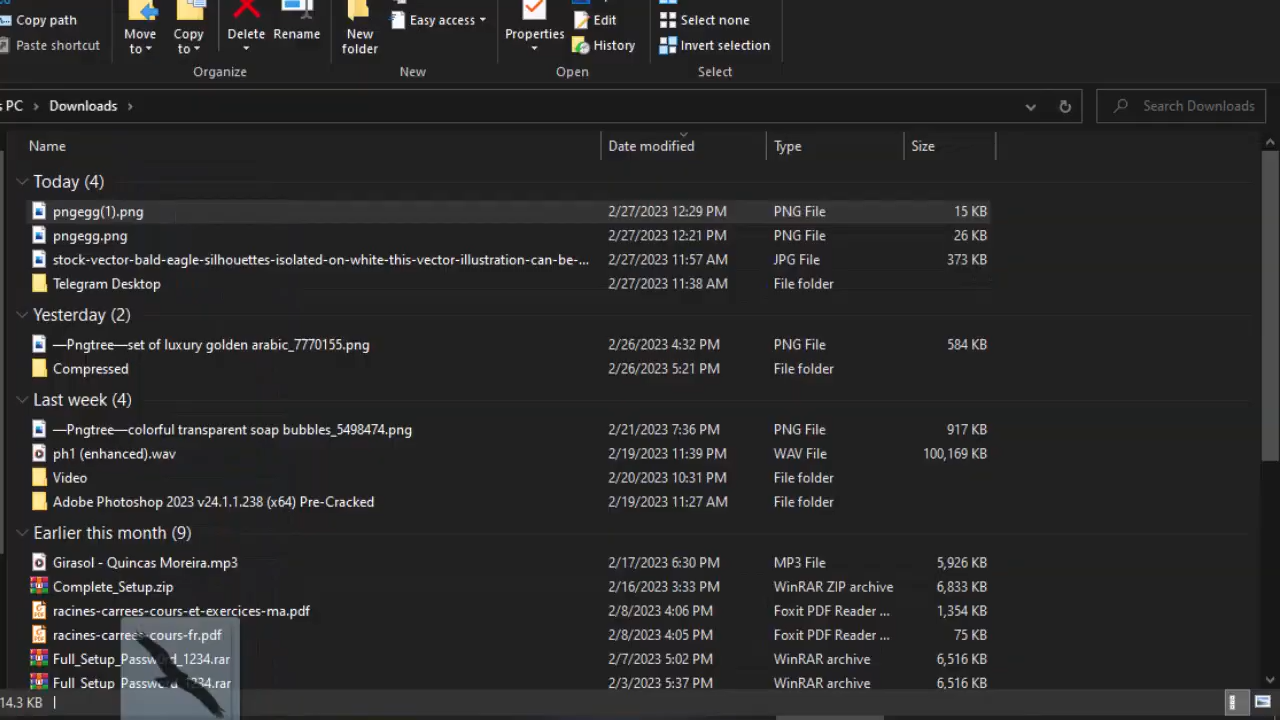 Copy path
Paste shortcut
Move to
Copy to
Delete
Rename
Organize
New folder
Easy access
New
Properties
Edit
History
Open
Select none
Invert selection
Select
s PC > Downloads >
Search Downloads
Name Date modified Type Size
Today (4)
pngegg(1).png 2/27/2023 12:29 PM PNG File 15 KB
pngegg.png 2/27/2023 12:21 PM PNG File 26 KB
stock-vector-bald-eagle-silhouettes-isolated-on-white-this-vector-illustration-can-be-... 2/27/2023 11:57 AM JPG File 373 KB
Telegram Desktop 2/27/2023 11:38 AM File folder
Yesterday (2)
—Pngtree—set of luxury golden arabic_7770155.png 2/26/2023 4:32 PM PNG File 584 KB
Compressed 2/26/2023 5:21 PM File folder
Last week (4)
—Pngtree—colorful transparent soap bubbles_5498474.png 2/21/2023 7:36 PM PNG File 917 KB
ph1 (enhanced).wav 2/19/2023 11:39 PM WAV File 100,169 KB
Video 2/20/2023 10:31 PM File folder
Adobe Photoshop 2023 v24.1.1.238 (x64) Pre-Cracked 2/19/2023 11:27 AM File folder
Earlier this month (9)
Girasol - Quincas Moreira.mp3 2/17/2023 6:30 PM MP3 File 5,926 KB
Complete_Setup.zip 2/16/2023 3:33 PM WinRAR ZIP archive 6,833 KB
racines-carrees-cours-et-exercices-ma.pdf 2/8/2023 4:06 PM Foxit PDF Reader ... 1,354 KB
racines-carrees-cours-fr.pdf 2/8/2023 4:05 PM Foxit PDF Reader ... 75 KB
Full_Setup_Password_1234.rar 2/7/2023 5:02 PM WinRAR archive 6,516 KB
Full_Setup_Password_1234.rar 2/3/2023 5:37 PM WinRAR archive 6,516 KB
14.3 KB